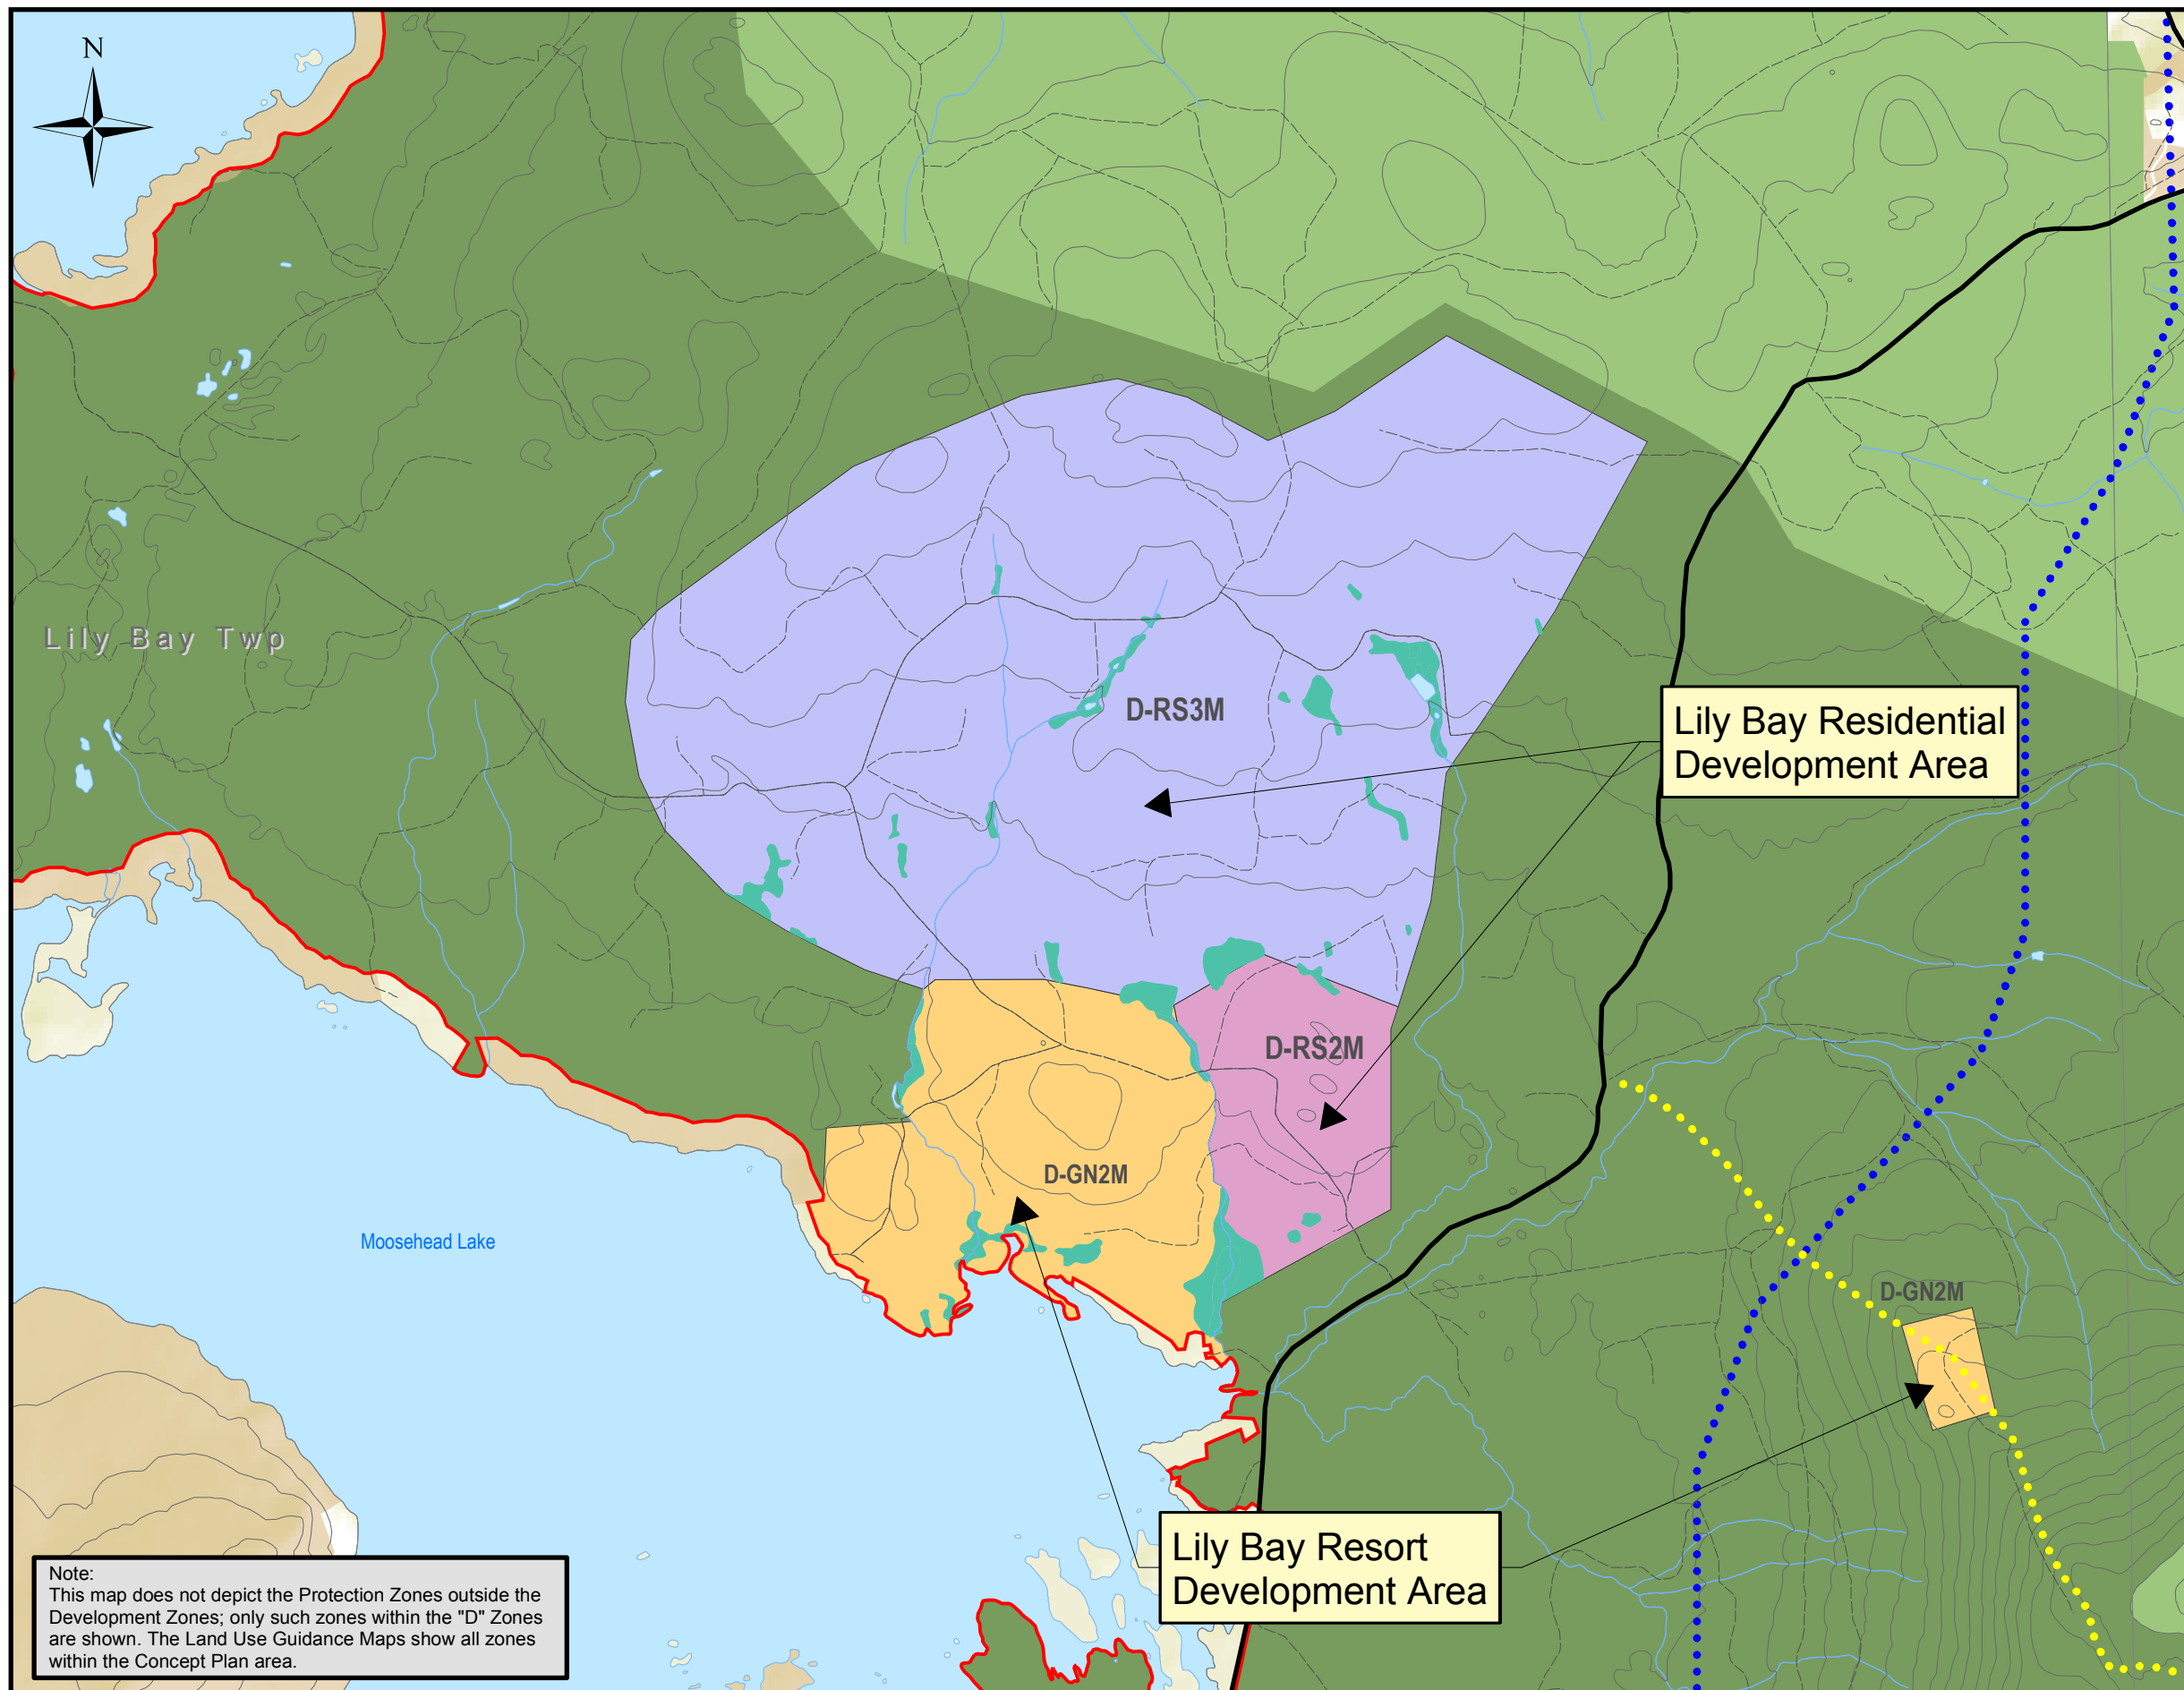 N
Lily Bay Twp
D-RS3M
Lily Bay Residential
Development Area
D-RS2M
D-GN2M
Moosehead Lake
D-GN2M
Lily Bay Resort
Development Area
Note:
This map does not depict the Protection Zones outside the
Development Zones; only such zones within the "D" Zones
are shown. The Land Use Guidance Maps show all zones
within the Concept Plan area.